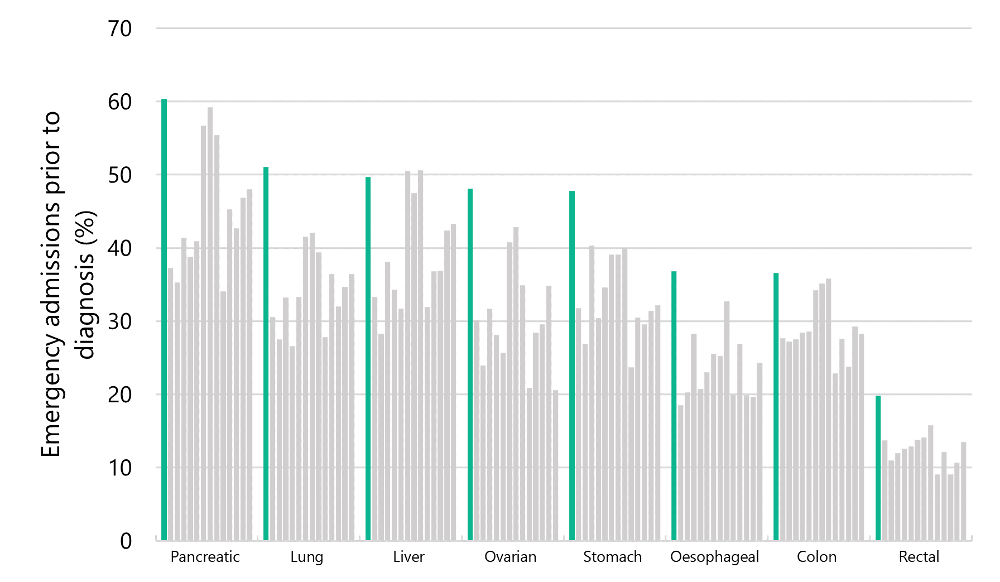 Emergency admissions prior to
diagnosis (%)
70
60
50
40
30
20
10
0
Pancreatic
Lung
Liver
Ovarian
Stomach
Oesophageal
Colon
Rectal